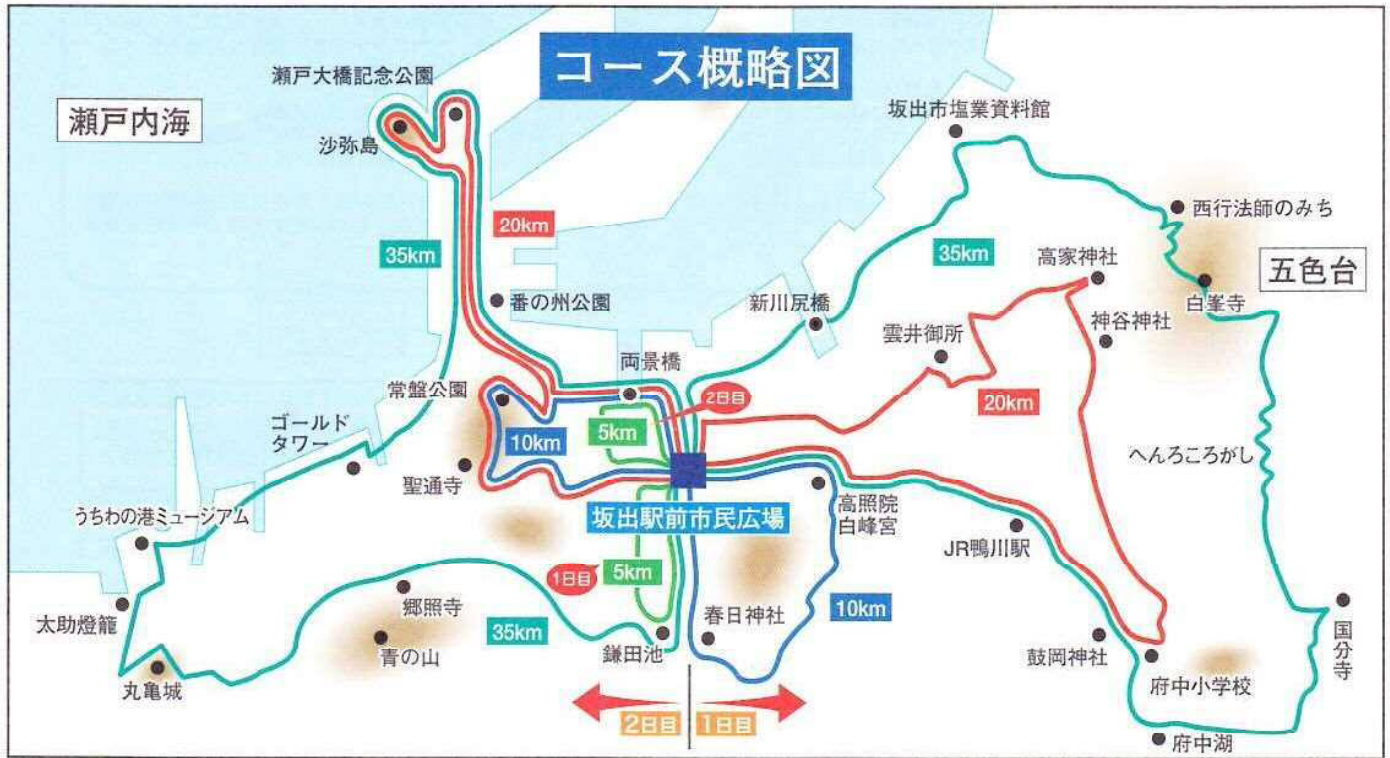 コース概略図
瀬戸大橋記念公園
瀬戸内海
沙弥島
坂出市塩業資料館
20km
35km
西行法師のみち
35km
高家神社
五色台
番の州公園
新川尻橋
白峯寺
神谷神社
雲井御所
両景橋
常盤公園
2日目
20km
ゴールド
タワー
10km
5km
へんろころがし
聖通寺
高照院
白峰宮
うちわの港ミュージアム
坂出駅前市民広場
JR鴨川駅
1日目
5km
郷照寺
10km
太助燈籠
春日神社
国分寺
35km
青の山
鎌田池
鼓岡神社
丸亀城
府中小学校
2日目
1日目
府中湖